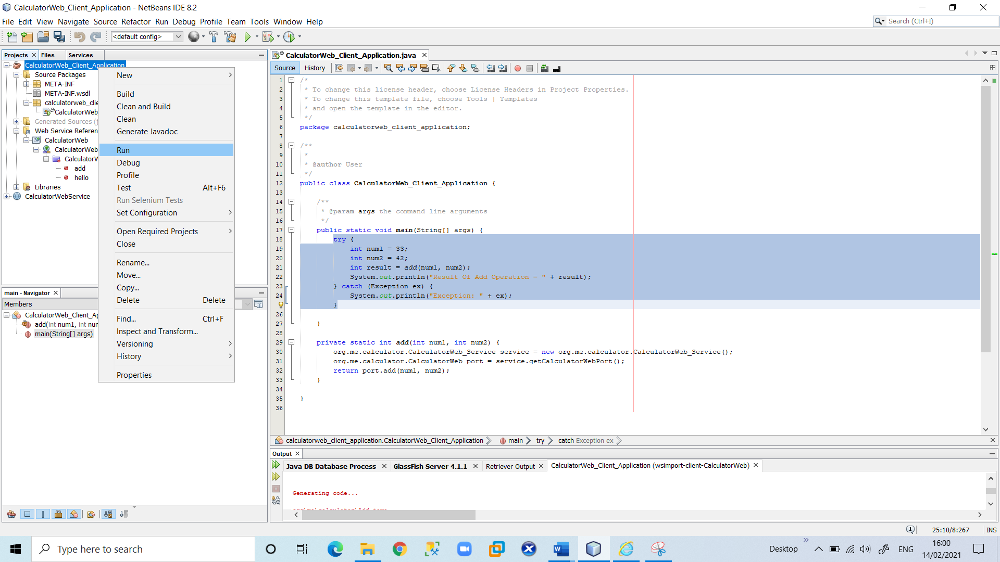 CalculatorWeb_Client_Application - NetBeans IDE 8.2
File Edit View Navigate Source Refactor Run Debug Profile Team Tools Window Help
Search (Ctrl+I)
<default config>
Projects Files Services
CalculatorWeb_Client_Application
Source Packages
META-INF
META-INF.wsdl
calculatorweb_clie
CalculatorWeb
Generated Sources (j
Web Service Referen
CalculatorWeb
CalculatorWeb
CalculatorW
add
hello
Libraries
CalculatorWebService
New
Build
Clean and Build
Clean
Generate Javadoc
Run
Debug
Profile
Test Alt+F6
Run Selenium Tests
Set Configuration
Open Required Projects
Close
Rename...
Move...
Copy...
Delete Delete
Find... Ctrl+F
Inspect and Transform...
Versioning
History
Properties
main - Navigator
Members
CalculatorWeb_Client_Ap
add(int num1, int nur
main(String[] args)
CalculatorWeb_Client_Application.java
Source History
1 /*
2 * To change this license header, choose License Headers in Project Properties.
3 * To change this template file, choose Tools | Templates
4 * and open the template in the editor.
5 */
6 package calculatorweb_client_application;
7
8 /**
9 *
10 * @author User
11 */
12 public class CalculatorWeb_Client_Application {
13
14 /**
15 * @param args the command line arguments
16 */
17 public static void main(String[] args) {
18 try {
19 int num1 = 33;
20 int num2 = 42;
21 int result = add(num1, num2);
22 System.out.println("Result Of Add Operation = " + result);
23 } catch (Exception ex) {
24 System.out.println("Exception: " + ex);
}
26
27 }
28
29 private static int add(int num1, int num2) {
30 org.me.calculator.CalculatorWeb_Service service = new org.me.calculator.CalculatorWeb_Service();
31 org.me.calculator.CalculatorWeb port = service.getCalculatorWebPort();
32 return port.add(num1, num2);
33 }
34
35 }
36
calculatorweb_client_application.CalculatorWeb_Client_Application main try catch Exception ex
Output
Java DB Database Process GlassFish Server 4.1.1 Retriever Output CalculatorWeb_Client_Application (wsimport-client-CalculatorWeb)
Generating code...
org\me\calculator\Add.java
25:10/8:267 INS
Type here to search
Desktop
ENG
16:00
14/02/2021